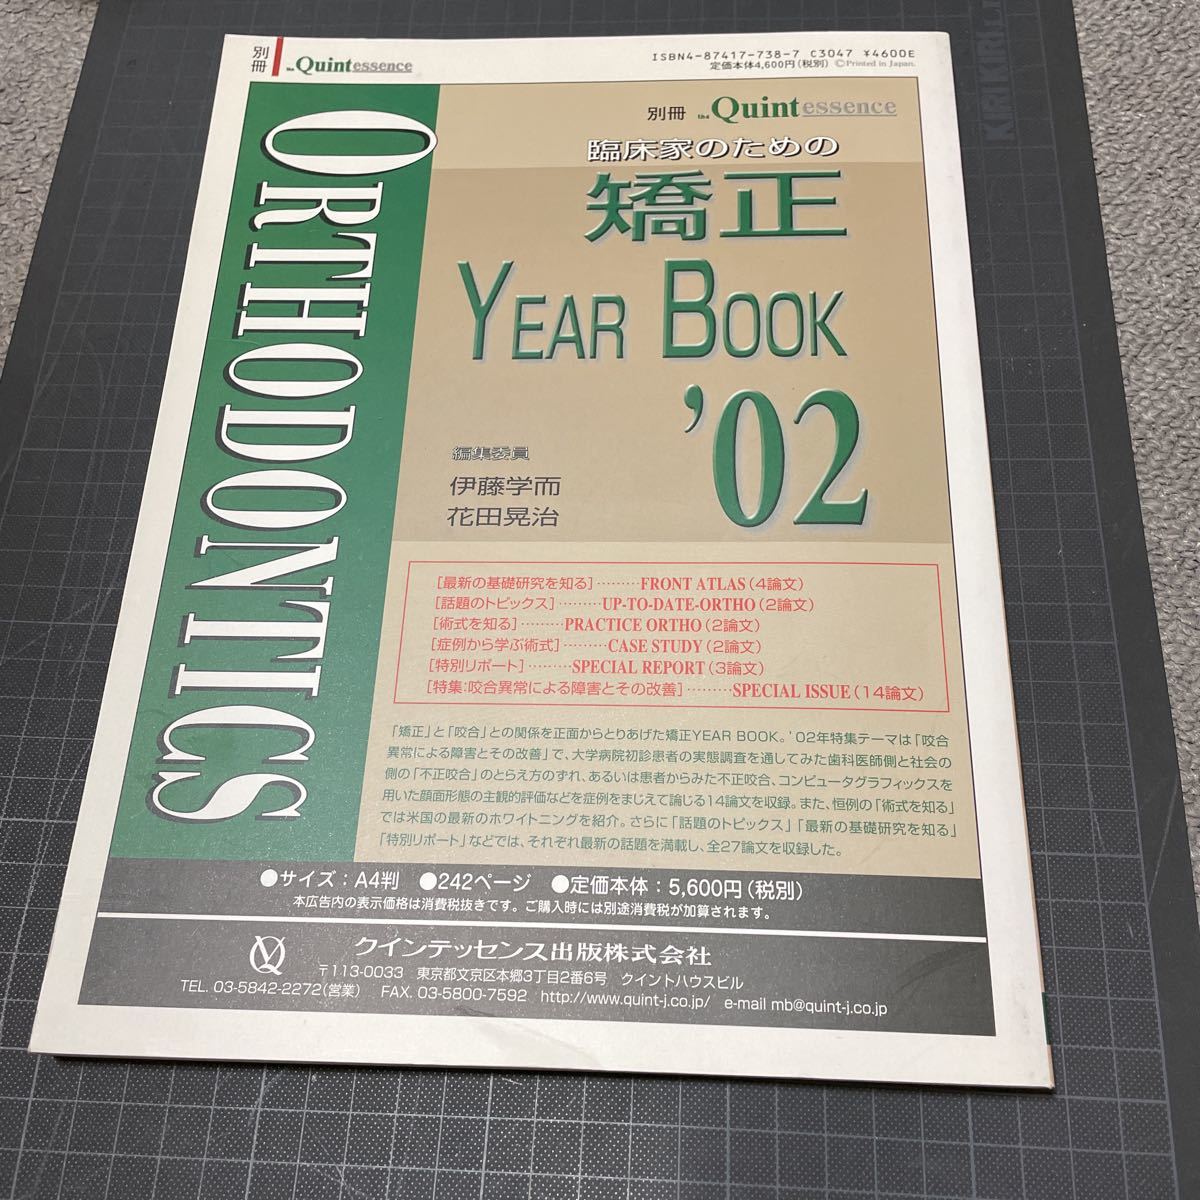 別冊 the Quintessence
ISBN4-87417-738-7 C3047 ¥4600E
定価本体4,600円(税別) ©Printed in Japan.
ORTHODONTICS
別冊 the Quintessence
臨床家のための
矯正
YEAR BOOK
'02
編集委員
伊藤学而
花田晃治
[最新の基礎研究を知る]………FRONT ATLAS(4論文)
[話題のトピックス]………UP-TO-DATE-ORTHO(2論文)
[術式を知る]………PRACTICE ORTHO(2論文)
[症例から学ぶ術式]………CASE STUDY(2論文)
[特別リポート]………SPECIAL REPORT(3論文)
[特集:咬合異常による障害とその改善]………SPECIAL ISSUE(14論文)
「矯正」と「咬合」との関係を正面からとりあげた矯正YEAR BOOK。'02年特集テーマは「咬合
異常による障害とその改善」で、大学病院初診患者の実態調査を通してみた歯科医師側と社会の
側の「不正咬合」のとらえ方のずれ、あるいは患者からみた不正咬合、コンピュータグラフィックスを
用いた顔面形態の主観的評価などを症例をまじえて論じる14論文を収録。また、恒例の「術式を知る」
では米国の最新のホワイトニングを紹介。さらに「話題のトピックス」「最新の基礎研究を知る」
「特別リポート」などでは、それぞれ最新の話題を満載し、全27論文を収録した。
●サイズ:A4判 ●242ページ ●定価本体:5,600円(税別)
本広告内の表示価格は消費税抜きです。ご購入時には別途消費税が加算されます。
クインテッセンス出版株式会社
〒113-0033 東京都文京区本郷3丁目2番6号 クイントハウスビル
TEL. 03-5842-2272(営業) FAX. 03-5800-7592 http://www.quint-j.co.jp/ e-mail mb@quint-j.co.jp